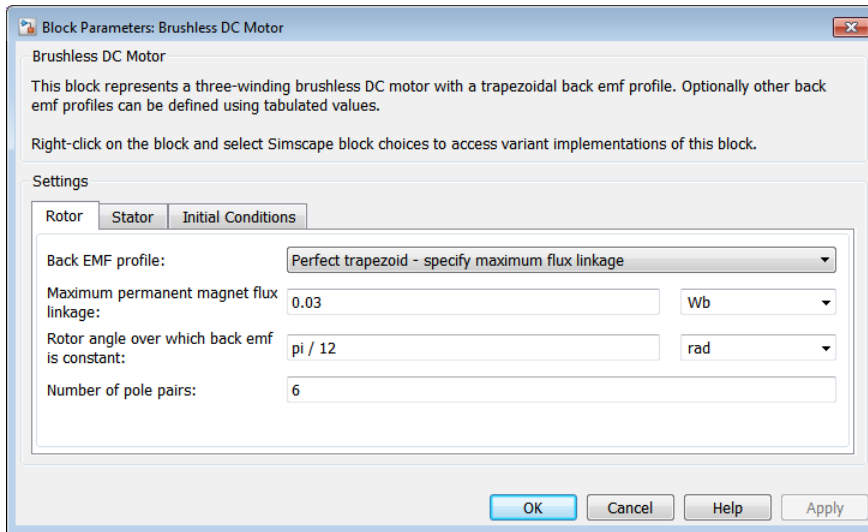 Block Parameters: Brushless DC Motor
Brushless DC Motor
This block represents a three-winding brushless DC motor with a trapezoidal back emf profile. Optionally other back
emf profiles can be defined using tabulated values.
Right-click on the block and select Simscape block choices to access variant implementations of this block.
Settings
Rotor Stator Initial Conditions
Back EMF profile: Perfect trapezoid - specify maximum flux linkage
Maximum permanent magnet flux
linkage: 0.03 Wb
Rotor angle over which back emf
is constant: pi / 12 rad
Number of pole pairs: 6
OK Cancel Help Apply